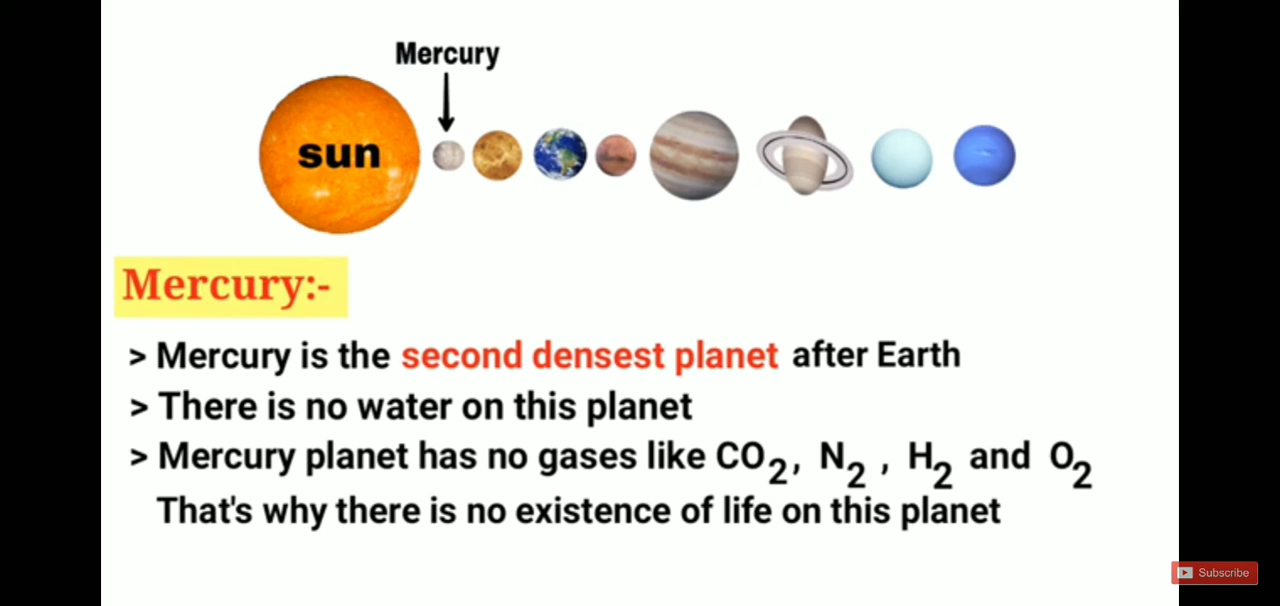 Mercury
sun
Mercury:-
> Mercury is the second densest planet after Earth
> There is no water on this planet
> Mercury planet has no gases like CO₂, N₂ , H₂ and O₂
That's why there is no existence of life on this planet
Subscribe